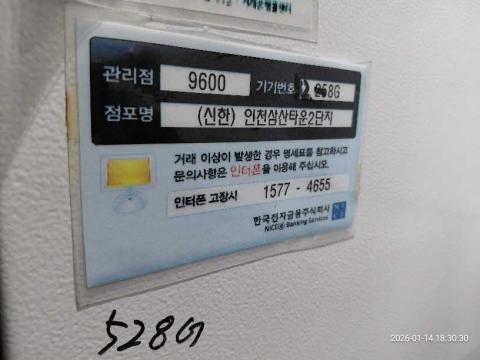 관리점 9600 기기번호 258G
점포명 (신한) 인천삼산타운2단지
거래 이상이 발생한 경우 명세표를 참고하시고
문의사항은 인터폰을 이용해 주십시오.
인터폰 고장시 1577 - 4655
한국전자금융주식회사
NICE Banking Services
528G
2026-01-14 18:30:30